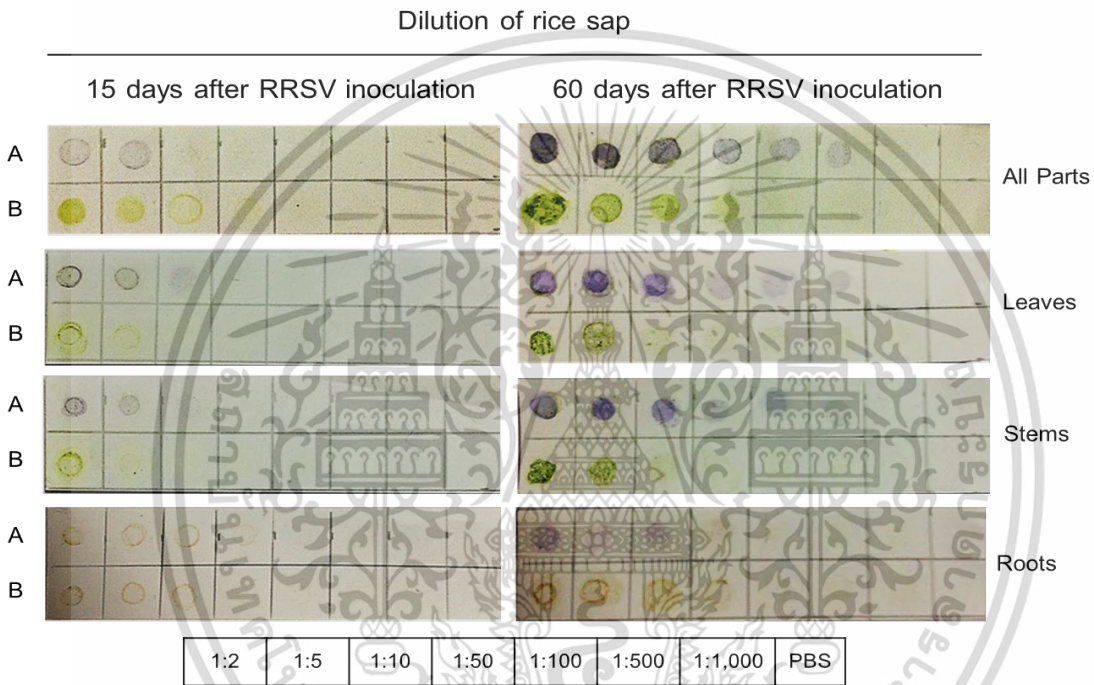 Dilution of rice sap
15 days after RRSV inoculation
60 days after RRSV inoculation
A
B
All Parts
A
B
Leaves
A
B
Stems
A
B
Roots
1:2 1:5 1:10 1:50 1:100 1:500 1:1,000 PBS